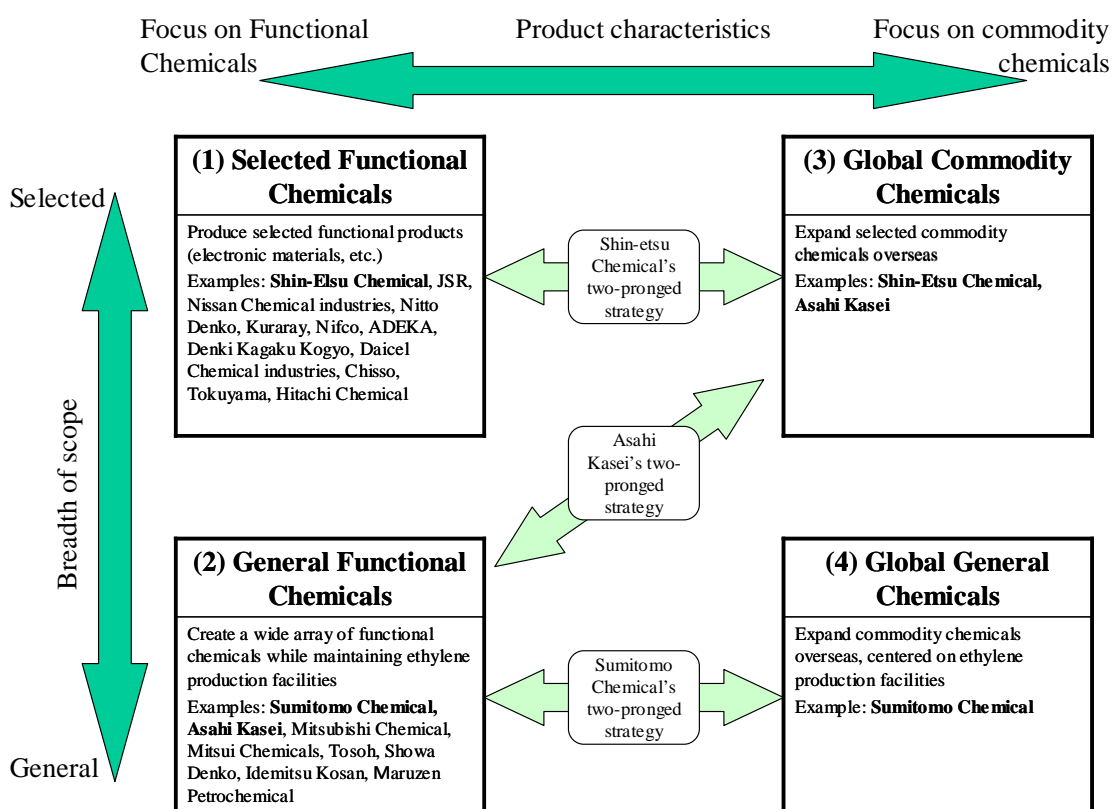 Focus on Functional
Chemicals
Product characteristics
Focus on commodity
chemicals
Selected
Breadth of scope
General
(1) Selected Functional
Chemicals
Produce selected functional products
(electronic materials, etc.)
Examples: Shin-Elsu Chemical, JSR,
Nissan Chemical industries, Nitto
Denko, Kuraray, Nifco, ADEKA,
Denki Kagaku Kogyo, Daicel
Chemical industries, Chisso,
Tokuyama, Hitachi Chemical
Shin-etsu
Chemical's
two-pronged
strategy
(3) Global Commodity
Chemicals
Expand selected commodity
chemicals overseas
Examples: Shin-Etsu Chemical,
Asahi Kasei
Asahi
Kasei's two-
pronged
strategy
(2) General Functional
Chemicals
Create a wide array of functional
chemicals while maintaining ethylene
production facilities
Examples: Sumitomo Chemical,
Asahi Kasei, Mitsubishi Chemical,
Mitsui Chemicals, Tosoh, Showa
Denko, Idemitsu Kosan, Maruzen
Petrochemical
Sumitomo
Chemical's
two-pronged
strategy
(4) Global General
Chemicals
Expand commodity chemicals
overseas, centered on ethylene
production facilities
Example: Sumitomo Chemical